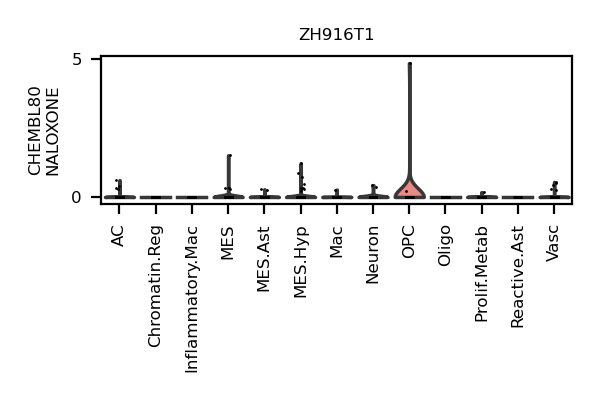 ZH916T1
CHEMBL80
NALOXONE
5
0
AC
Chromatin.Reg
Inflammatory.Mac
MES
MES.Ast
MES.Hyp
Mac
Neuron
OPC
Oligo
Prolif.Metab
Reactive.Ast
Vasc